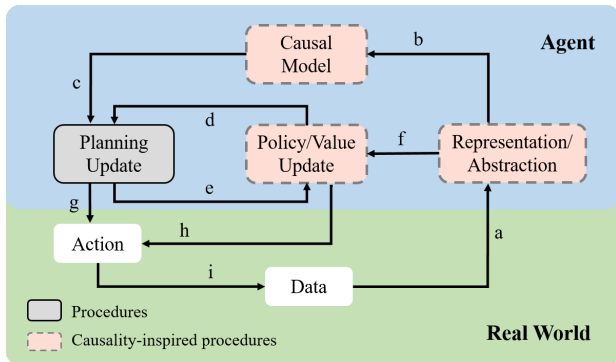 Causal
Model
b
Agent
c
d
Planning
Update
Policy/Value
Update
f
Representation/
Abstraction
e
g
h
a
Action
i
Data
Procedures
Causality-inspired procedures
Real World